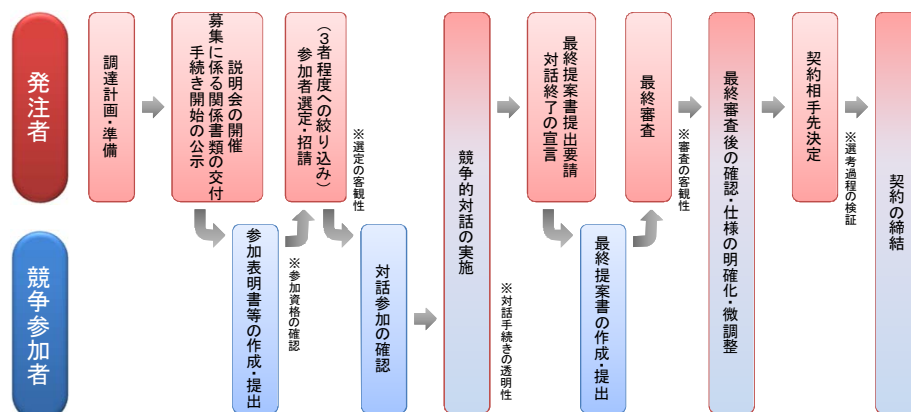 発注者
競争参加者
調達計画・準備
手続き開始の公示
募集に係る関係書類の交付
説明会の開催
参加表明書等の作成・提出
※参加資格の確認
参加者選定・招請
(3者程度への絞り込み)
※選定の客観性
対話参加の確認
競争的対話の実施
※対話手続きの透明性
対話終了の宣言
最終提案書提出要請
最終提案書の作成・提出
最終審査
※審査の客観性
最終審査後の確認・仕様の明確化・微調整
契約相手先決定
※選考過程の検証
契約の締結